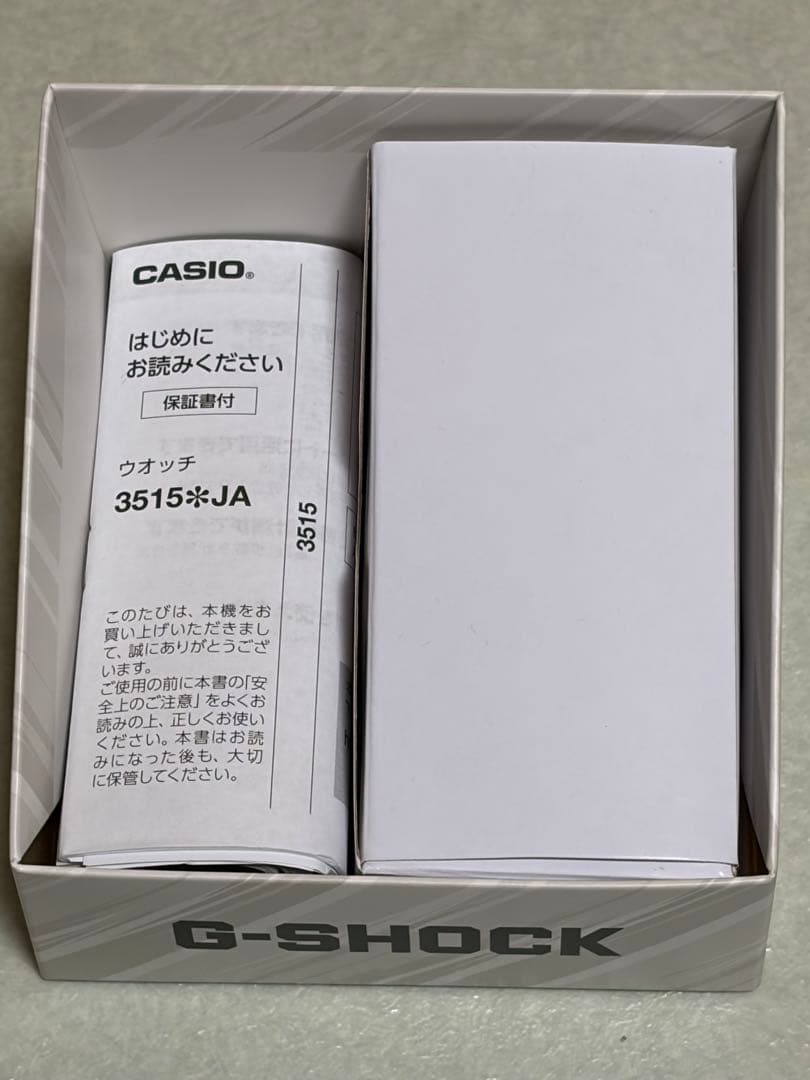 CASIO®
はじめに
お読みください
保証書付
ウオッチ
3515✽JA
3515
このたびは、本機をお
買い上げいただきまし
て、誠にありがとうござ
います。
ご使用の前に本書の「安
全上のご注意」をよくお
読みの上、正しくお使い
ください。本書はお読
みになった後も、大切
に保管してください。
G-SHOCK